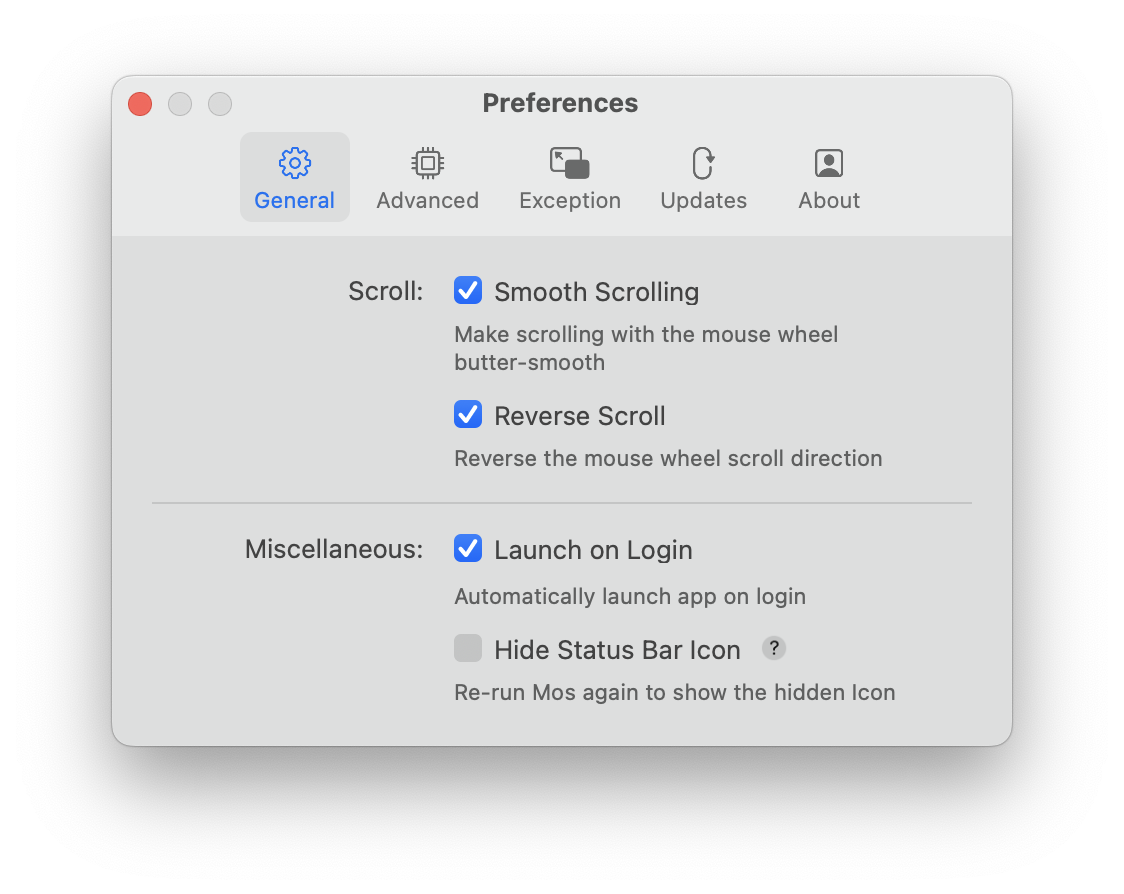 Preferences
General Advanced Exception Updates About
Scroll: Smooth Scrolling
Make scrolling with the mouse wheel
butter-smooth
Reverse Scroll
Reverse the mouse wheel scroll direction
Miscellaneous: Launch on Login
Automatically launch app on login
Hide Status Bar Icon ?
Re-run Mos again to show the hidden Icon